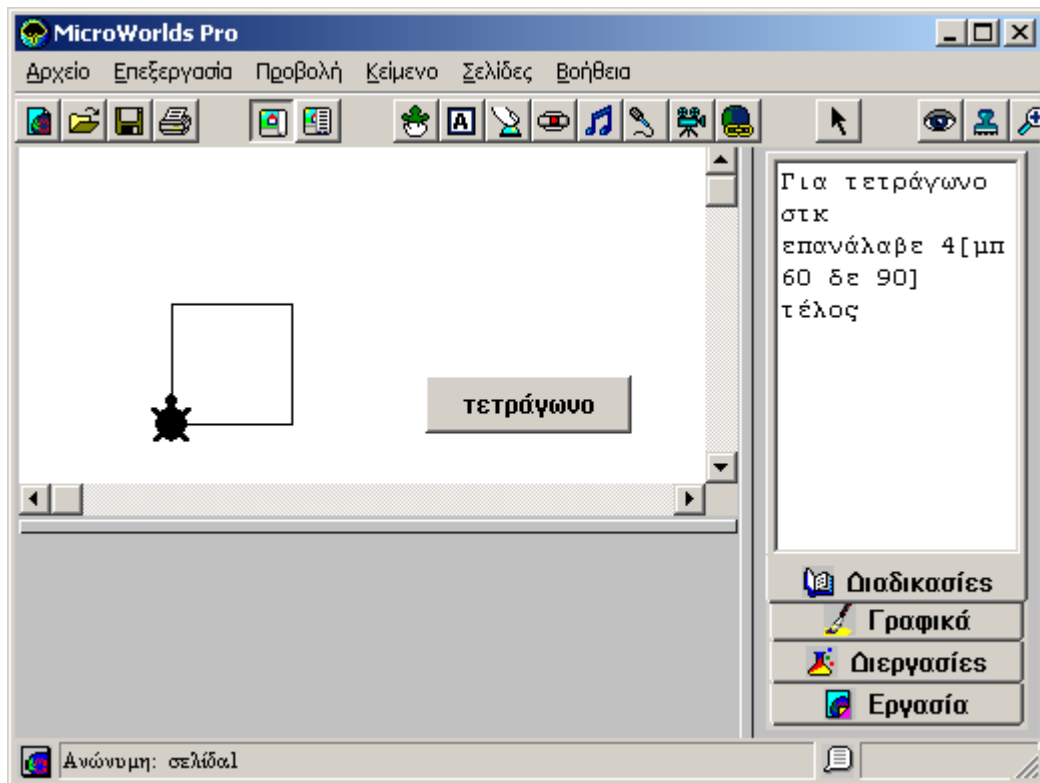 MicroWorlds Pro
Αρχείο Επεξεργασία Προβολή Κείμενο Σελίδες Βοήθεια
A
Για τετράγωνο
στκ
επανάλαβε 4[μπ
60 δε 90]
τέλος
τετράγωνο
Διαδικασίες
Γραφικά
Διεργασίες
Εργασία
Ανώνυμη: σελίδα1